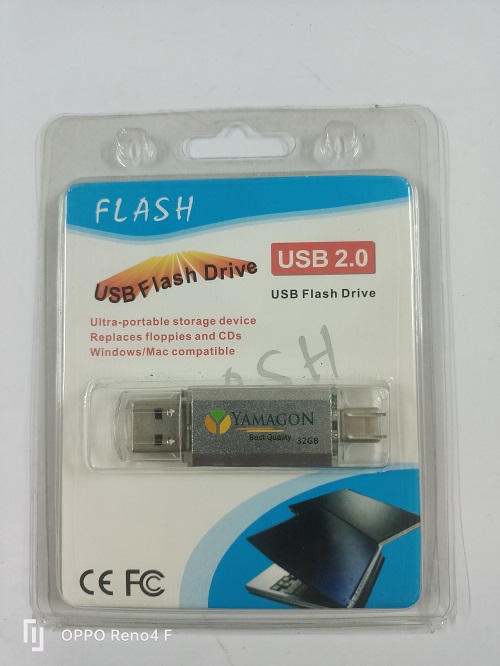 FLASH
USB Flash Drive
USB 2.0
USB Flash Drive
Ultra-portable storage device
Replaces floppies and CDs
Windows/Mac compatible
FLASH
YAMAGON
Best Quality
32GB
CE FC
OPPO Reno4 F